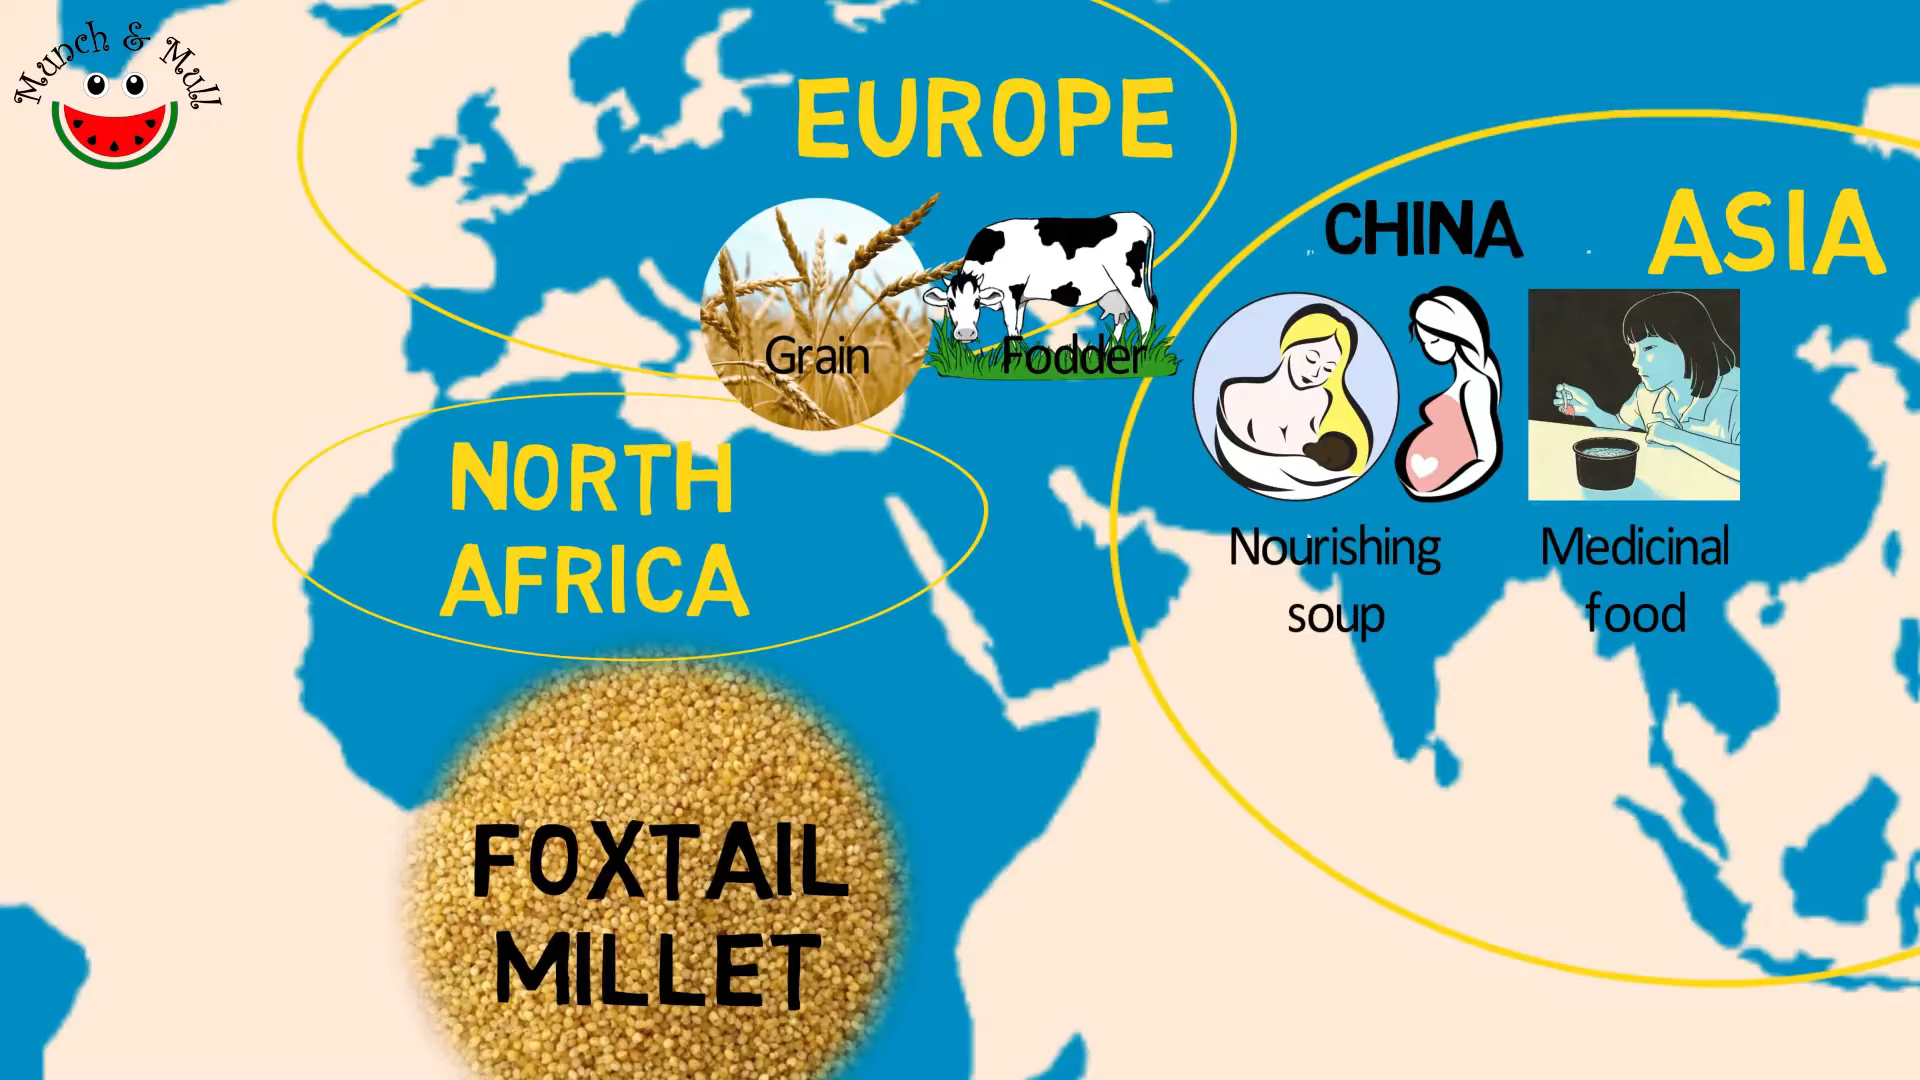 Munch & Mull
EUROPE
Grain
Fodder
CHINA
ASIA
Nourishing
soup
Medicinal
food
NORTH
AFRICA
FOXTAIL
MILLET